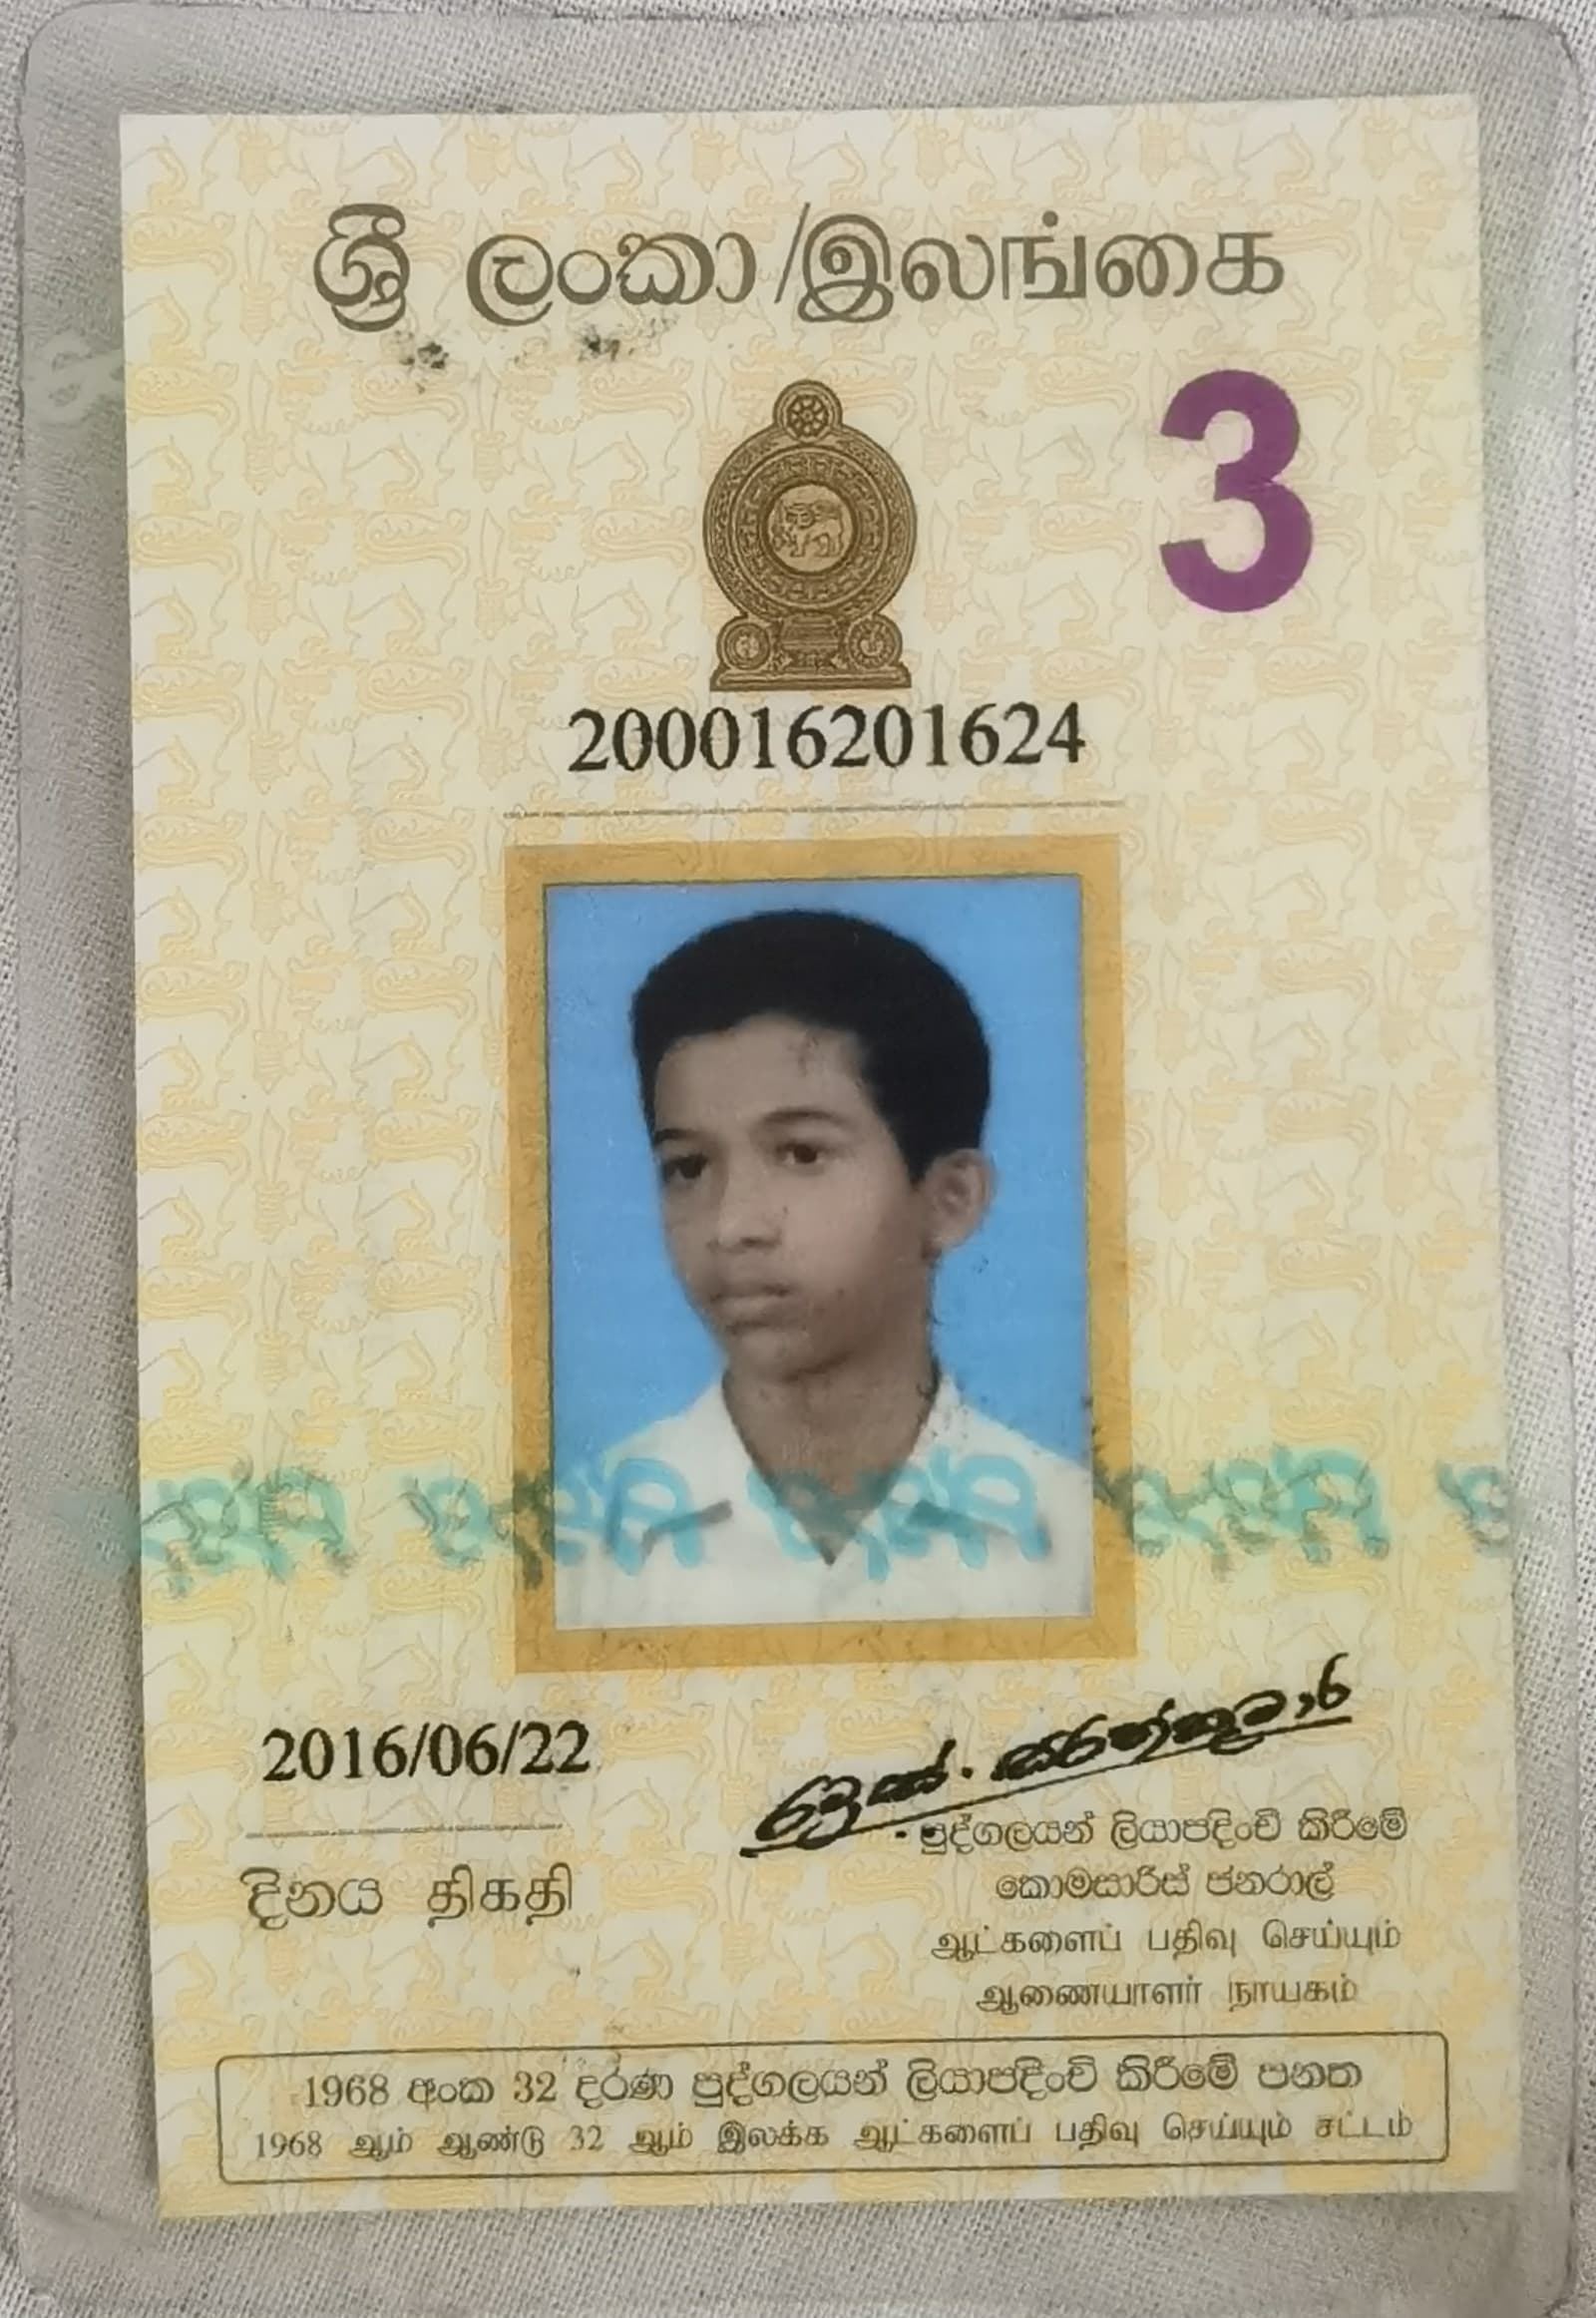 ශ්‍රී ලංකා/இலங்கை
3
200016201624
2016/06/22
දිනය திகதி
පුද්ගලයන් ලියාපදිංචි කිරීමේ
කොමසාරිස් ජනරාල්
ஆட்களைப் பதிவு செய்யும்
ஆணையாளர் நாயகம்
1968 අංක 32 දරණ පුද්ගලයන් ලියාපදිංචි කිරීමේ පනත
1968 ஆம் ஆண்டு 32 ஆம் இலக்க ஆட்களைப் பதிவு செய்யும் சட்டம்